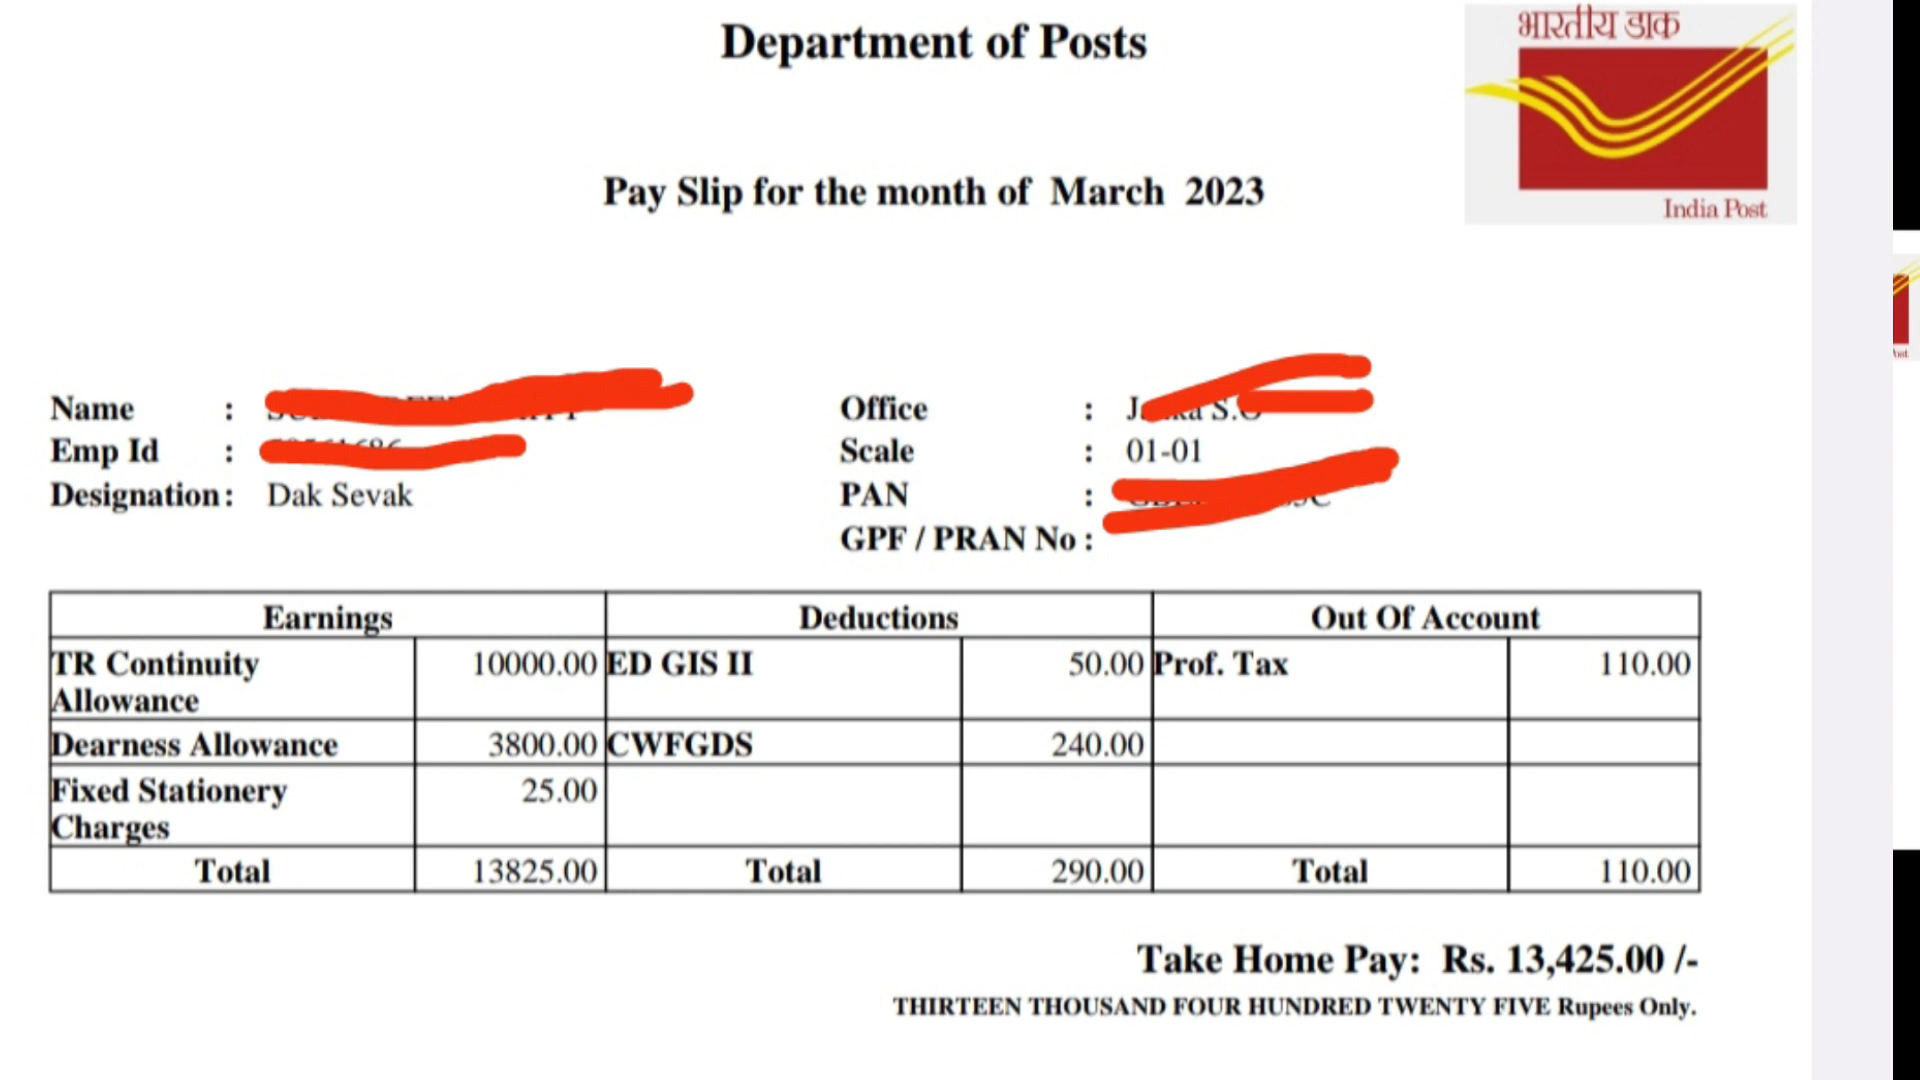 Department of Posts
भारतीय डाक
India Post
Pay Slip for the month of March 2023
Name :
Emp Id :
Designation : Dak Sevak
Office : S.O
Scale : 01-01
PAN :
GPF / PRAN No :
Earnings Deductions Out Of Account
TR Continuity Allowance 10000.00 ED GIS II 50.00 Prof. Tax 110.00
Dearness Allowance 3800.00 CWFGDS 240.00
Fixed Stationery Charges 25.00
Total 13825.00 Total 290.00 Total 110.00
Take Home Pay: Rs. 13,425.00 /-
THIRTEEN THOUSAND FOUR HUNDRED TWENTY FIVE Rupees Only.